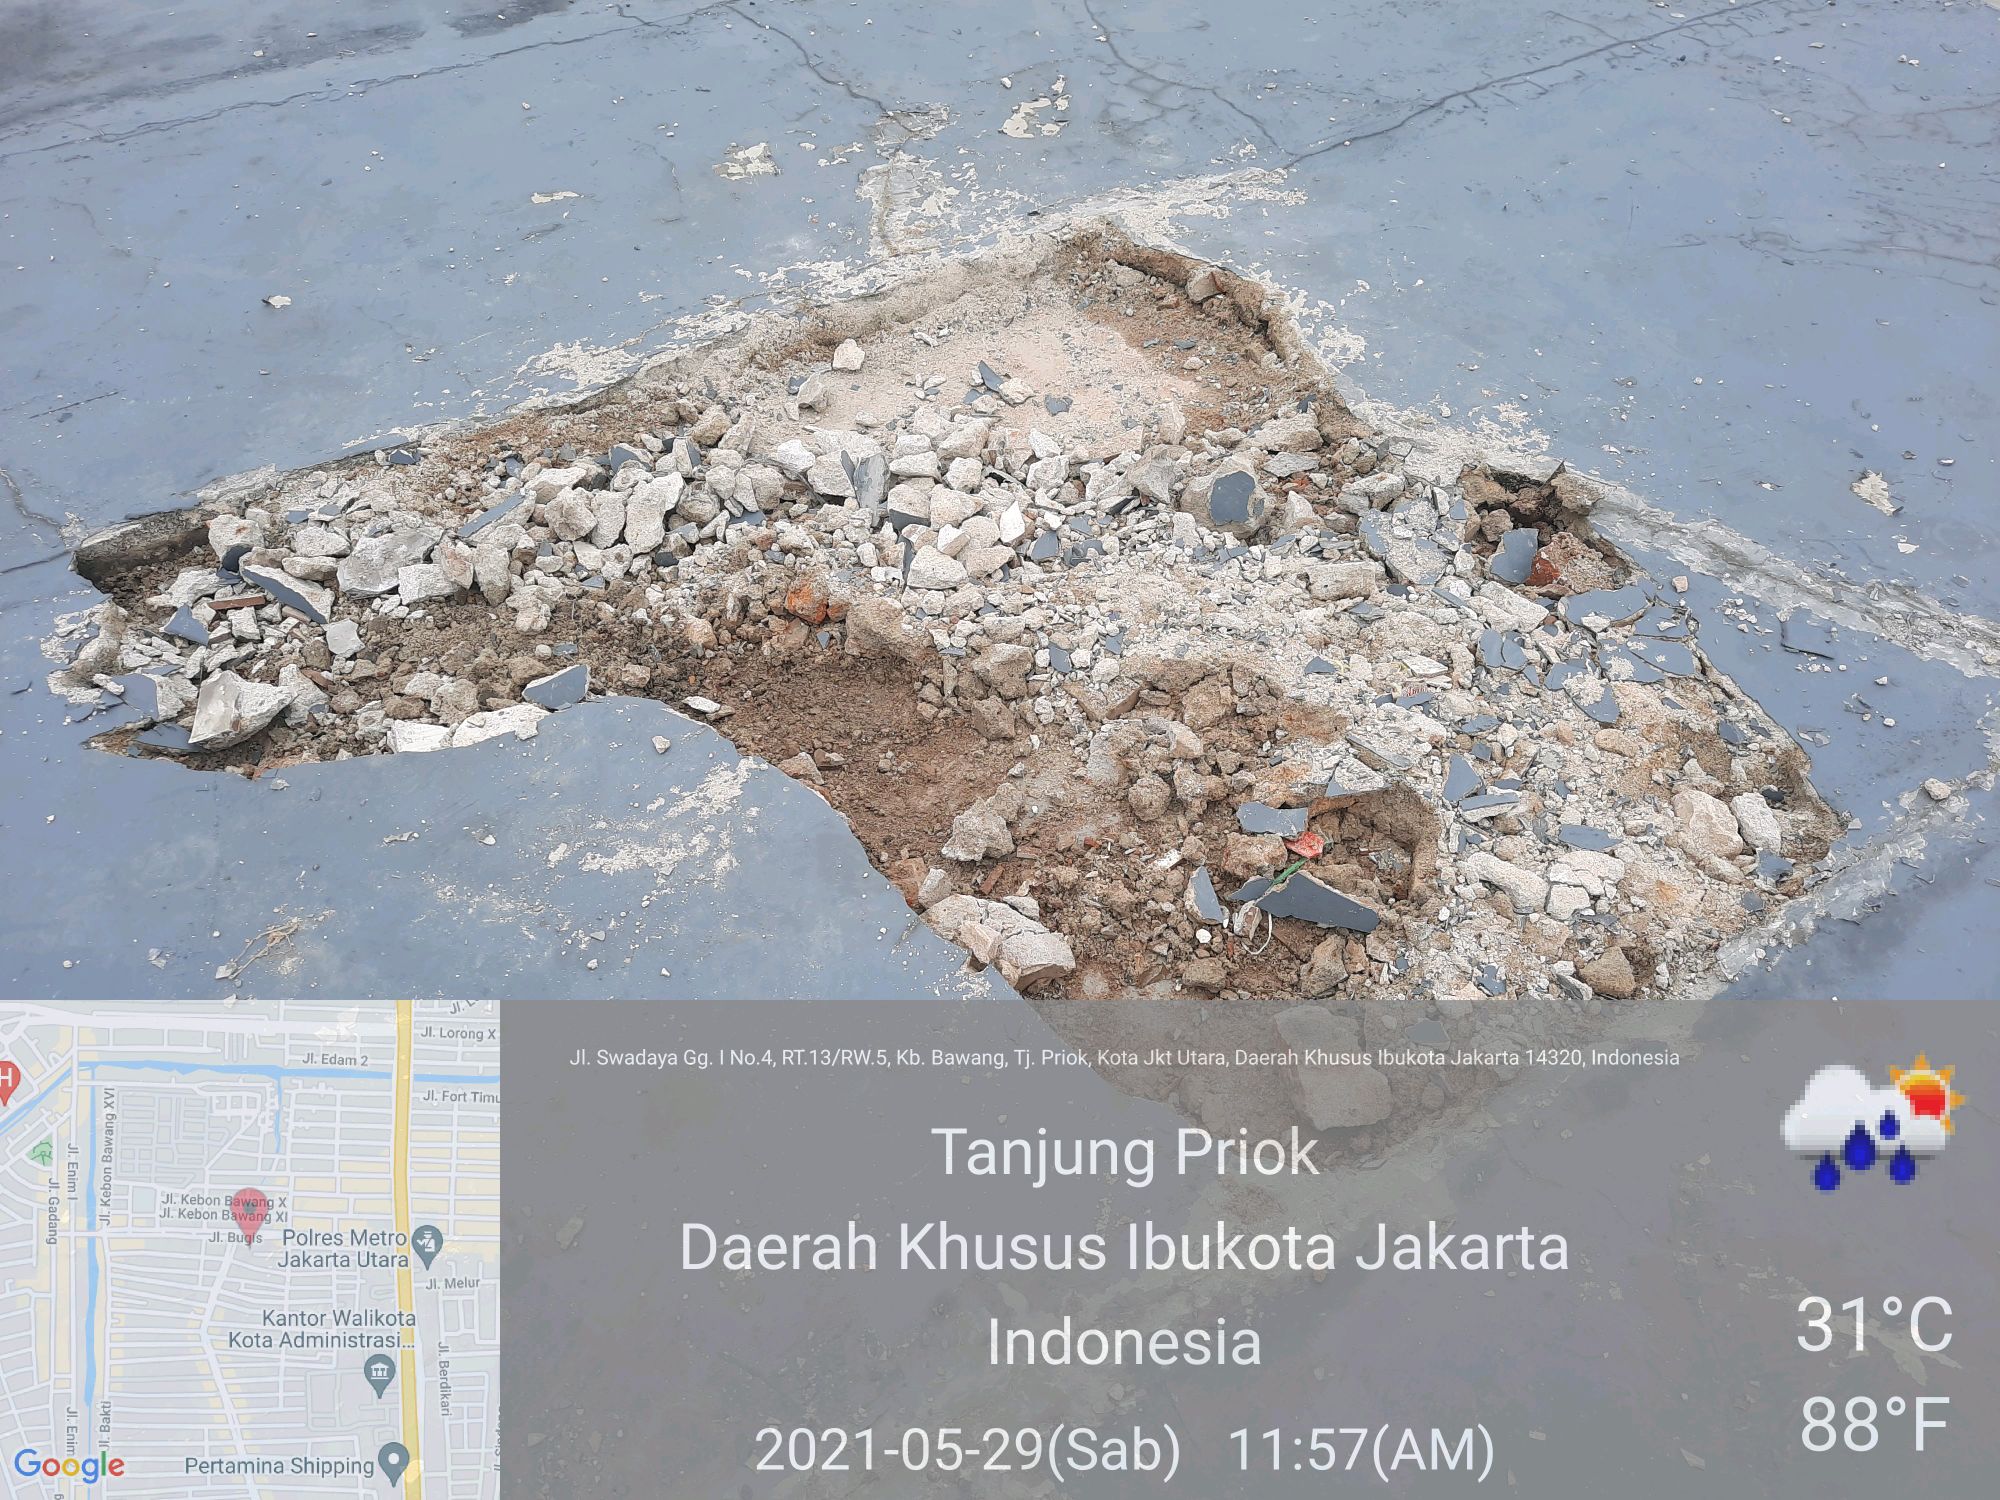 Jl. Swadaya Gg. I No.4, RT.13/RW.5, Kb. Bawang, Tj. Priok, Kota Jkt Utara, Daerah Khusus Ibukota Jakarta 14320, Indonesia
Tanjung Priok
Daerah Khusus Ibukota Jakarta
Indonesia
2021-05-29(Sab) 11:57(AM)
31°C
88°F
H
Jl. Lorong X
Jl. Edam 2
Jl. Fort Timu
Jl. Kebon Bawang XVI
Jl. Enim I
Jl. Gadang
Jl. Kebon Bawang X
Jl. Kebon Bawang XI
Jl. Bugis
Polres Metro
Jakarta Utara
Jl. Melur
Kantor Walikota
Kota Administrasi...
Jl. Berdikari
Jl. Bakti
Jl. Enim
Pertamina Shipping
Google